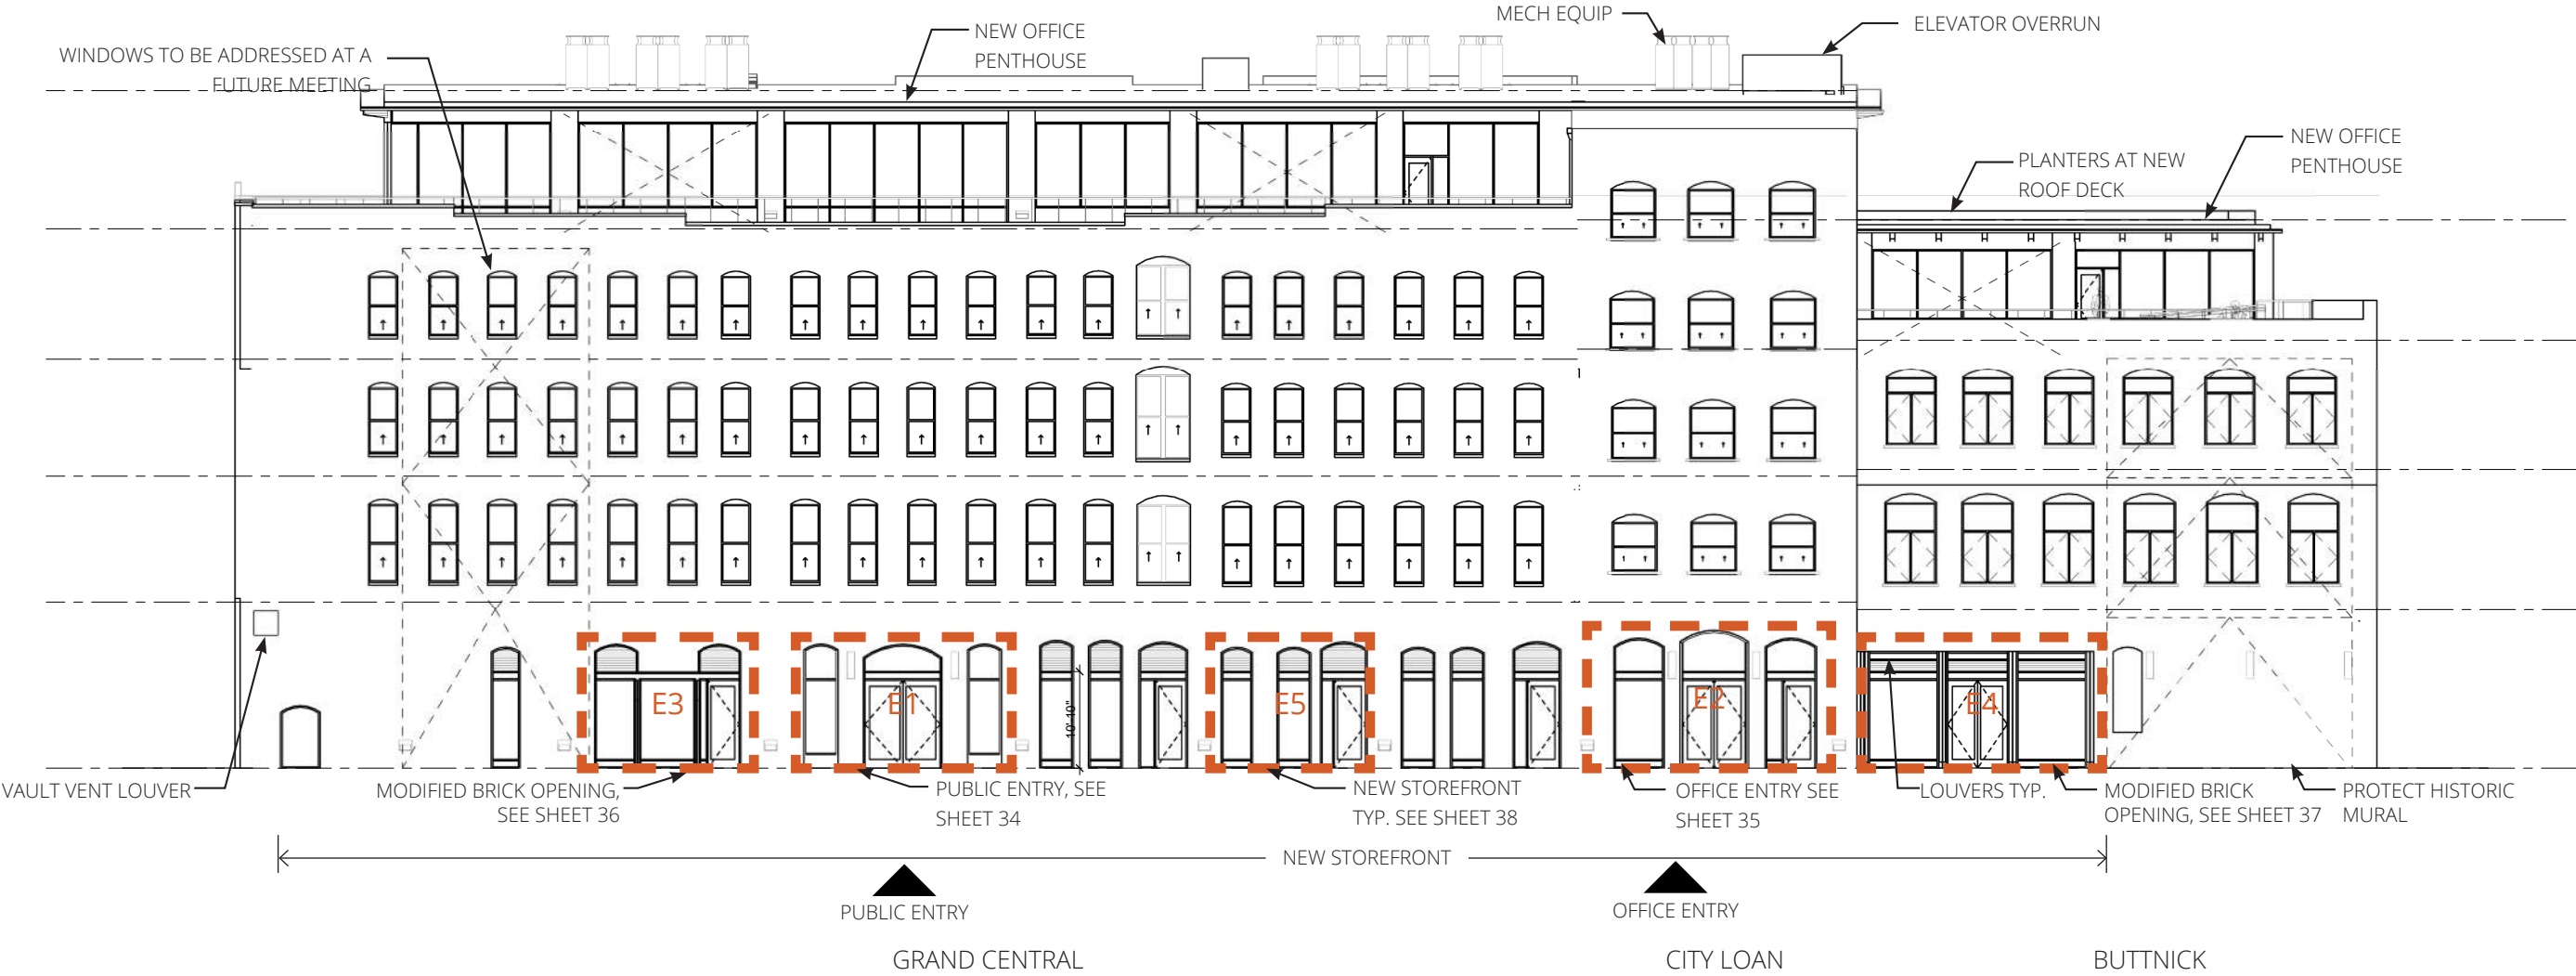 MECH EQUIP
ELEVATOR OVERRUN
NEW OFFICE
PENTHOUSE
WINDOWS TO BE ADDRESSED AT A
FUTURE MEETING
NEW OFFICE
PENTHOUSE
PLANTERS AT NEW
ROOF DECK
E3
E1
10'-10"
E5
E2
E4
VAULT VENT LOUVER
MODIFIED BRICK OPENING,
SEE SHEET 36
PUBLIC ENTRY, SEE
SHEET 34
NEW STOREFRONT
TYP. SEE SHEET 38
OFFICE ENTRY SEE
SHEET 35
LOUVERS TYP.
MODIFIED BRICK
OPENING, SEE SHEET 37
PROTECT HISTORIC
MURAL
NEW STOREFRONT
PUBLIC ENTRY
OFFICE ENTRY
GRAND CENTRAL
CITY LOAN
BUTTNICK